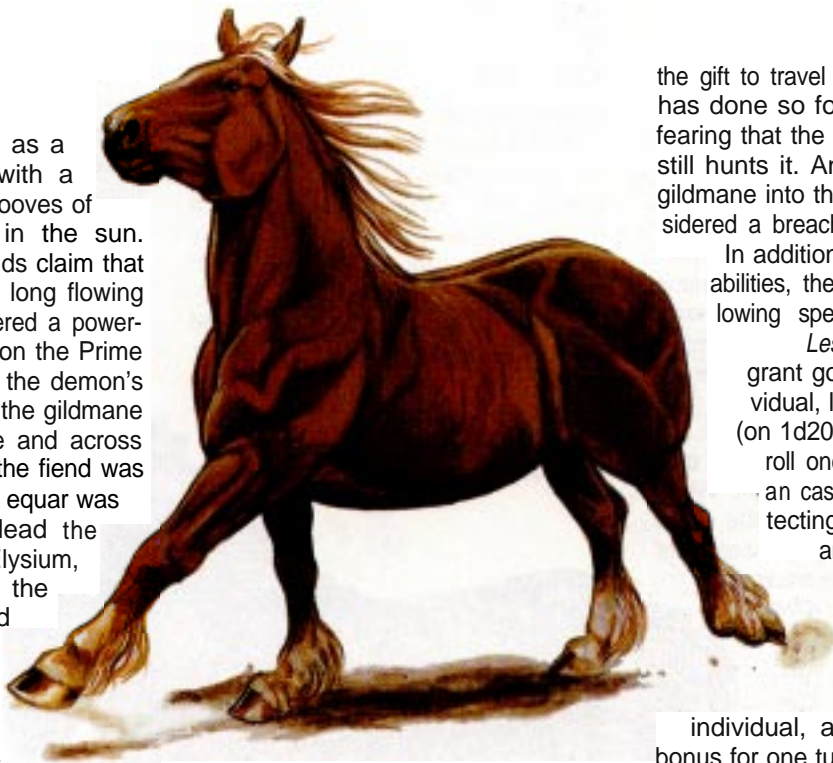 as a
with a
ooves of
in the sun.
ds claim that
long flowing
ered a power-
on the Prime
the demon's
the gildmane
e and across
the fiend was
equar was
lead the
lysium,
the
d
the gift to travel
has done so fo
fearing that the
still hunts it. Ar
gildmane into th
sidered a breach
In addition
abilities, the
lowing spe
Les
grant go
vidual, l
(on 1d20
roll on
an cas
tecting
a
individual, a
bonus for one tu